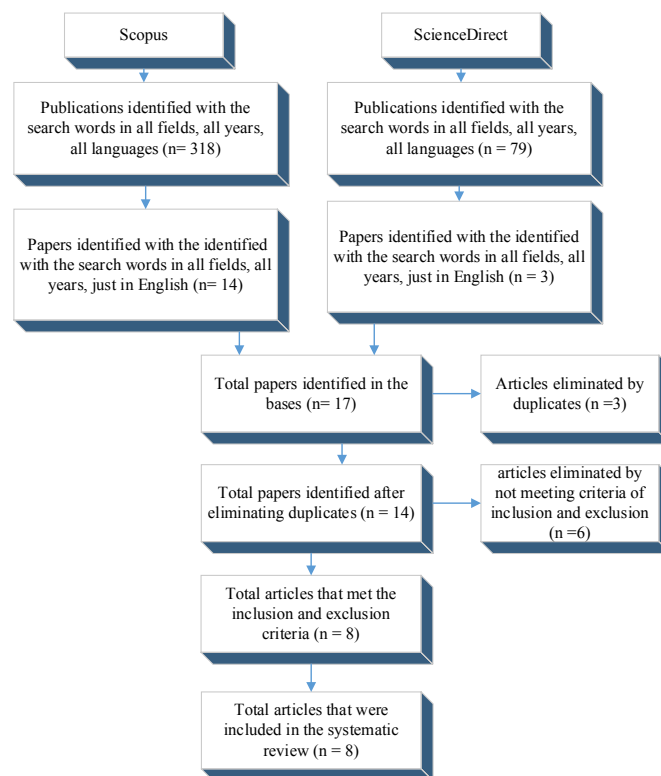 Scopus
ScienceDirect
Publications identified with the
search words in all fields, all years,
all languages (n= 318)
Publications identified with the
search words in all fields, all years,
all languages (n = 79)
Papers identified with the identified
with the search words in all fields, all
years, just in English (n= 14)
Papers identified with the identified
with the search words in all fields, all
years, just in English (n = 3)
Total papers identified in the
bases (n= 17)
Articles eliminated by
duplicates (n =3)
Total papers identified after
eliminating duplicates (n = 14)
articles eliminated by
not meeting criteria of
inclusion and exclusion
(n =6)
Total articles that met the
inclusion and exclusion
criteria (n = 8)
Total articles that were
included in the systematic
review (n = 8)